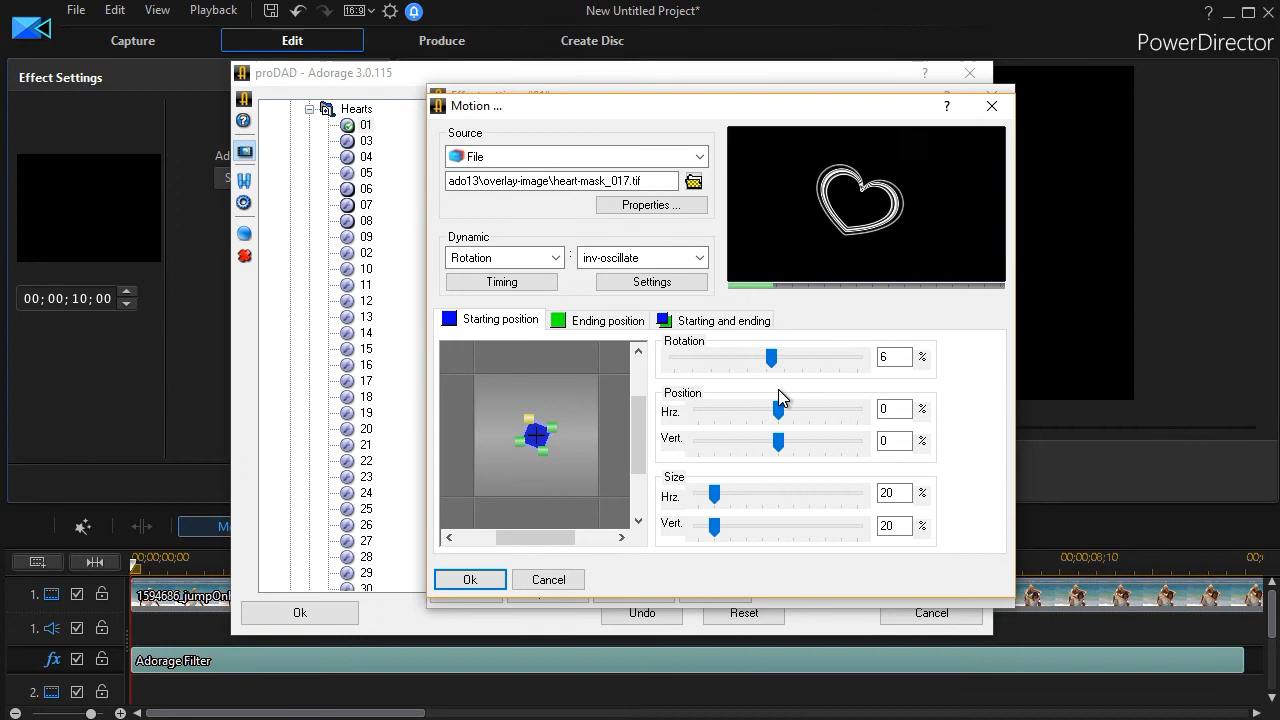 File Edit View Playback 16:9 New Untitled Project* ?
Capture Edit Produce Create Disc
PowerDirector
Effect Settings
proDAD - Adorage 3.0.115 ?
Motion ... ?
Hearts
01
03
04
05
06
07
08
09
02
10
11
12
13
14
15
16
17
18
19
20
21
22
23
24
25
26
27
28
29
30
00; 00; 10; 00
Source
File
ado13\overlay-image\heart-mask_017.tif
Properties ...
Dynamic
Rotation : inv-oscillate
Timing Settings
Starting position Ending position Starting and ending
Rotation
6 %
Position
Hrz. 0 %
Vert. 0 %
Size
Hrz. 20 %
Vert. 20 %
Ok Cancel
Ok Undo Reset Cancel
00;00;00;00 00;00;08;10
1. 1594686_jumpOnl
1.
fx Adorage Filter
2.